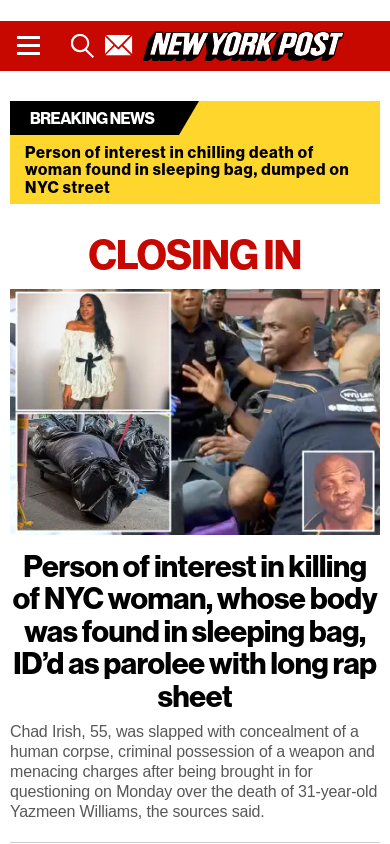 NEW YORK POST
BREAKING NEWS
Person of interest in chilling death of
woman found in sleeping bag, dumped on
NYC street
CLOSING IN
Person of interest in killing
of NYC woman, whose body
was found in sleeping bag,
ID’d as parolee with long rap
sheet
Chad Irish, 55, was slapped with concealment of a
human corpse, criminal possession of a weapon and
menacing charges after being brought in for
questioning on Monday over the death of 31-year-old
Yazmeen Williams, the sources said.